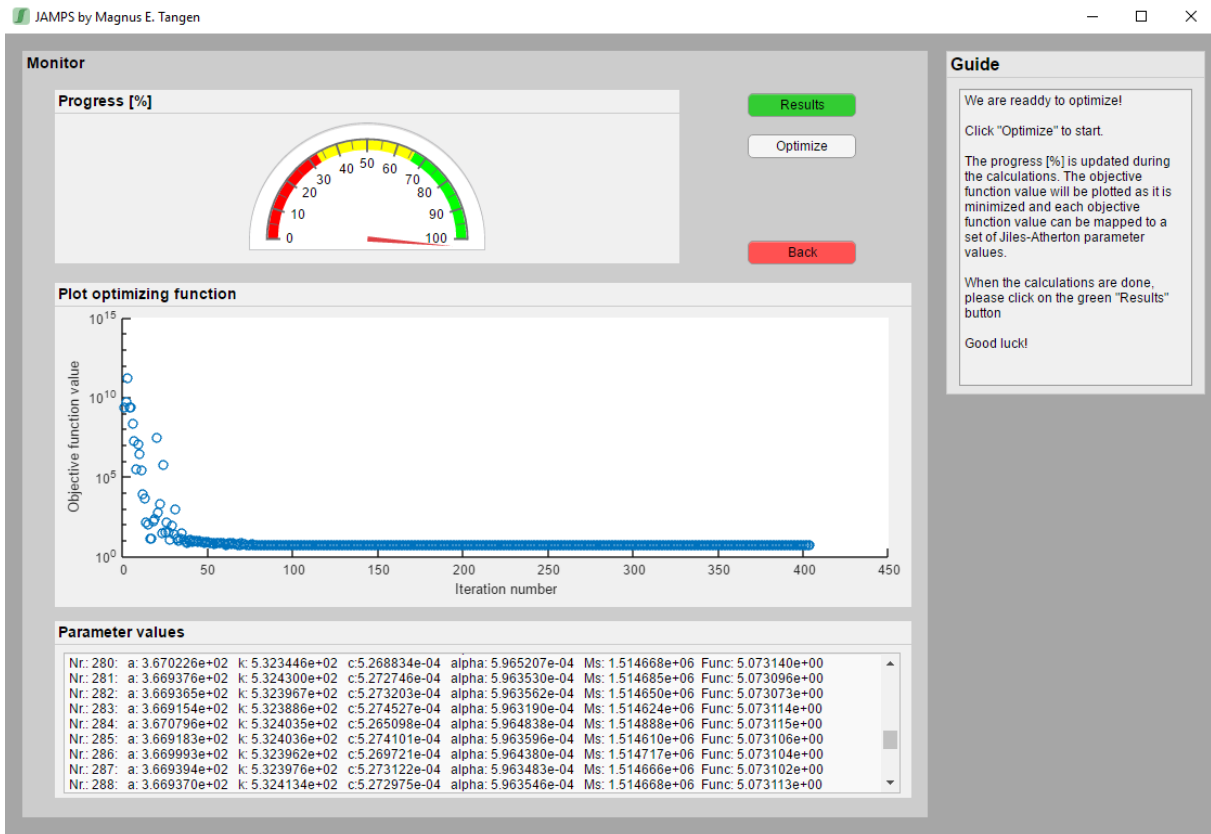 JAMPS by Magnus E. Tangen
Monitor
Progress [%]
0
10
20
30
40
50
60
70
80
90
100
Results
Optimize
Back
Plot optimizing function
Objective function value
10^15
10^10
10^5
10^0
0 50 100 150 200 250 300 350 400 450
Iteration number
Parameter values
Nr.: 280: a: 3.670226e+02 k: 5.323446e+02 c:5.268834e-04 alpha: 5.965207e-04 Ms: 1.514668e+06 Func: 5.073140e+00
Nr.: 281: a: 3.669376e+02 k: 5.324300e+02 c:5.272746e-04 alpha: 5.963530e-04 Ms: 1.514685e+06 Func: 5.073096e+00
Nr.: 282: a: 3.669365e+02 k: 5.323967e+02 c:5.273203e-04 alpha: 5.963562e-04 Ms: 1.514650e+06 Func: 5.073073e+00
Nr.: 283: a: 3.669154e+02 k: 5.323886e+02 c:5.274527e-04 alpha: 5.963190e-04 Ms: 1.514624e+06 Func: 5.073114e+00
Nr.: 284: a: 3.670796e+02 k: 5.324035e+02 c:5.265098e-04 alpha: 5.964838e-04 Ms: 1.514888e+06 Func: 5.073115e+00
Nr.: 285: a: 3.669183e+02 k: 5.324036e+02 c:5.274101e-04 alpha: 5.963596e-04 Ms: 1.514610e+06 Func: 5.073106e+00
Nr.: 286: a: 3.669993e+02 k: 5.323962e+02 c:5.269721e-04 alpha: 5.964380e-04 Ms: 1.514717e+06 Func: 5.073104e+00
Nr.: 287: a: 3.669394e+02 k: 5.323976e+02 c:5.273122e-04 alpha: 5.963483e-04 Ms: 1.514666e+06 Func: 5.073102e+00
Nr.: 288: a: 3.669370e+02 k: 5.324134e+02 c:5.272975e-04 alpha: 5.963546e-04 Ms: 1.514668e+06 Func: 5.073113e+00
Guide
We are readdy to optimize!
Click "Optimize" to start.
The progress [%] is updated during
the calculations. The objective
function value will be plotted as it is
minimized and each objective
function value can be mapped to a
set of Jiles-Atherton parameter
values.
When the calculations are done,
please click on the green "Results"
button
Good luck!